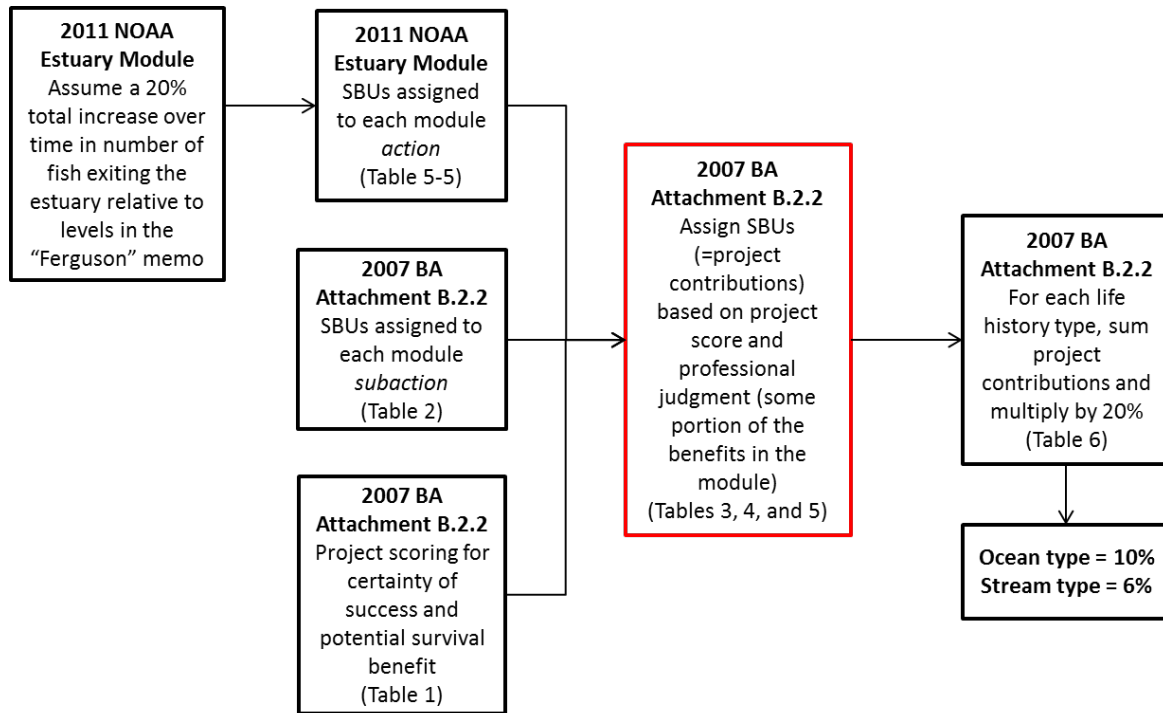 2011 NOAA
Estuary Module
Assume a 20%
total increase over
time in number of
fish exiting the
estuary relative to
levels in the
“Ferguson” memo
2011 NOAA
Estuary Module
SBUs assigned
to each module
action
(Table 5-5)
2007 BA
Attachment B.2.2
SBUs assigned to
each module
subaction
(Table 2)
2007 BA
Attachment B.2.2
Project scoring for
certainty of
success and
potential survival
benefit
(Table 1)
2007 BA
Attachment B.2.2
Assign SBUs
(=project
contributions)
based on project
score and
professional
judgment (some
portion of the
benefits in the
module)
(Tables 3, 4, and 5)
2007 BA
Attachment B.2.2
For each life
history type, sum
project
contributions and
multiply by 20%
(Table 6)
Ocean type = 10%
Stream type = 6%